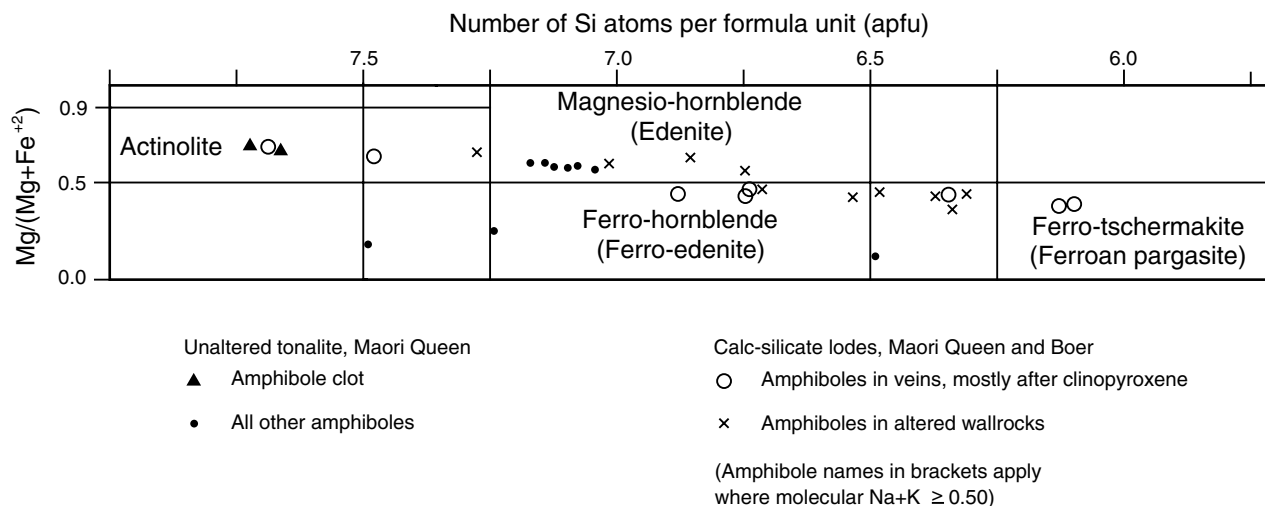 Number of Si atoms per formula unit (apfu)
7.5 7.0 6.5 6.0
Mg/(Mg+Fe⁺²)
0.9
0.5
0.0
Actinolite
Magnesio-hornblende
(Edenite)
Ferro-hornblende
(Ferro-edenite)
Ferro-tschermakite
(Ferroan pargasite)
Unaltered tonalite, Maori Queen
Amphibole clot
All other amphiboles
Calc-silicate lodes, Maori Queen and Boer
Amphiboles in veins, mostly after clinopyroxene
Amphiboles in altered wallrocks
(Amphibole names in brackets apply
where molecular Na+K ≥ 0.50)